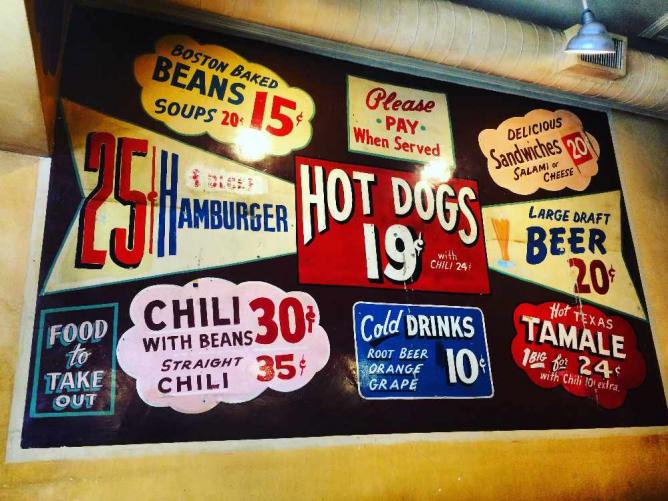 BOSTON BAKED
BEANS 15¢
SOUPS 20¢
Please
• PAY •
When Served
DELICIOUS
Sandwiches 20¢
SALAMI or
CHEESE
25¢ HAMBURGER
HOT DOGS
19¢
with
CHILI 24¢
LARGE DRAFT
BEER
20¢
FOOD
to
TAKE
OUT
CHILI
WITH BEANS 30¢
STRAIGHT
CHILI 35¢
Cold DRINKS
ROOT BEER
ORANGE
GRAPE
10¢
Hot TEXAS
TAMALE
1 BIG for 24¢
with Chili 10¢ extra.